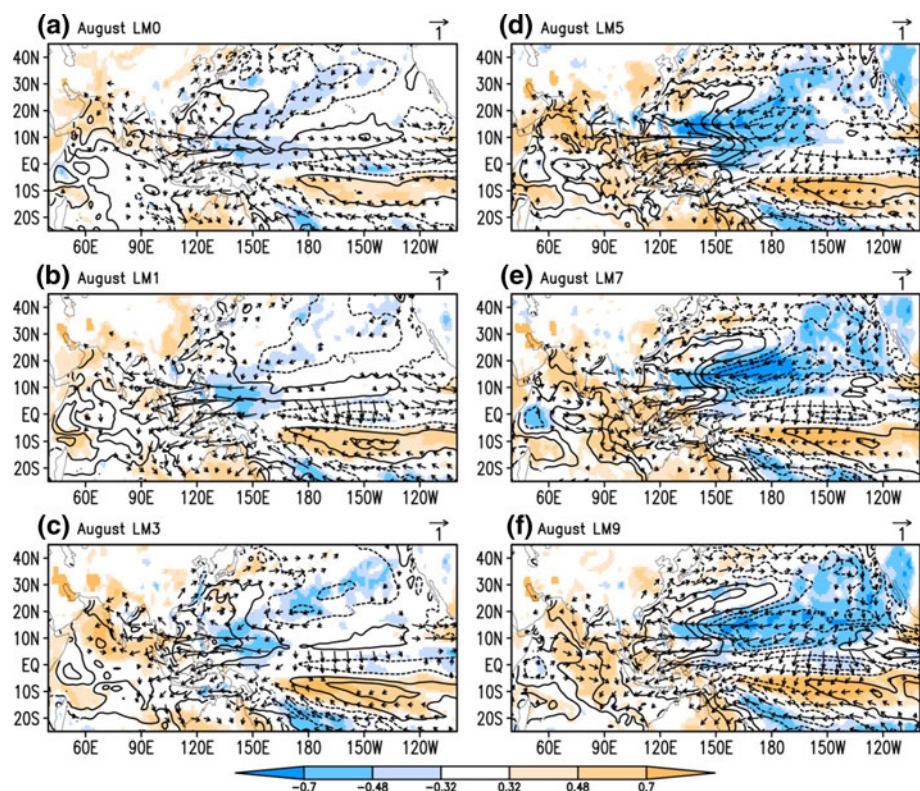 (a) August LM0
1
40N
30N
20N
10N
EQ
10S
20S
60E 90E 120E 150E 180 150W 120W
(d) August LM5
1
40N
30N
20N
10N
EQ
10S
20S
60E 90E 120E 150E 180 150W 120W
(b) August LM1
1
40N
30N
20N
10N
EQ
10S
20S
60E 90E 120E 150E 180 150W 120W
(e) August LM7
1
40N
30N
20N
10N
EQ
10S
20S
60E 90E 120E 150E 180 150W 120W
(c) August LM3
1
40N
30N
20N
10N
EQ
10S
20S
60E 90E 120E 150E 180 150W 120W
(f) August LM9
1
40N
30N
20N
10N
EQ
10S
20S
60E 90E 120E 150E 180 150W 120W
-0.7 -0.48 -0.32 0.32 0.48 0.7